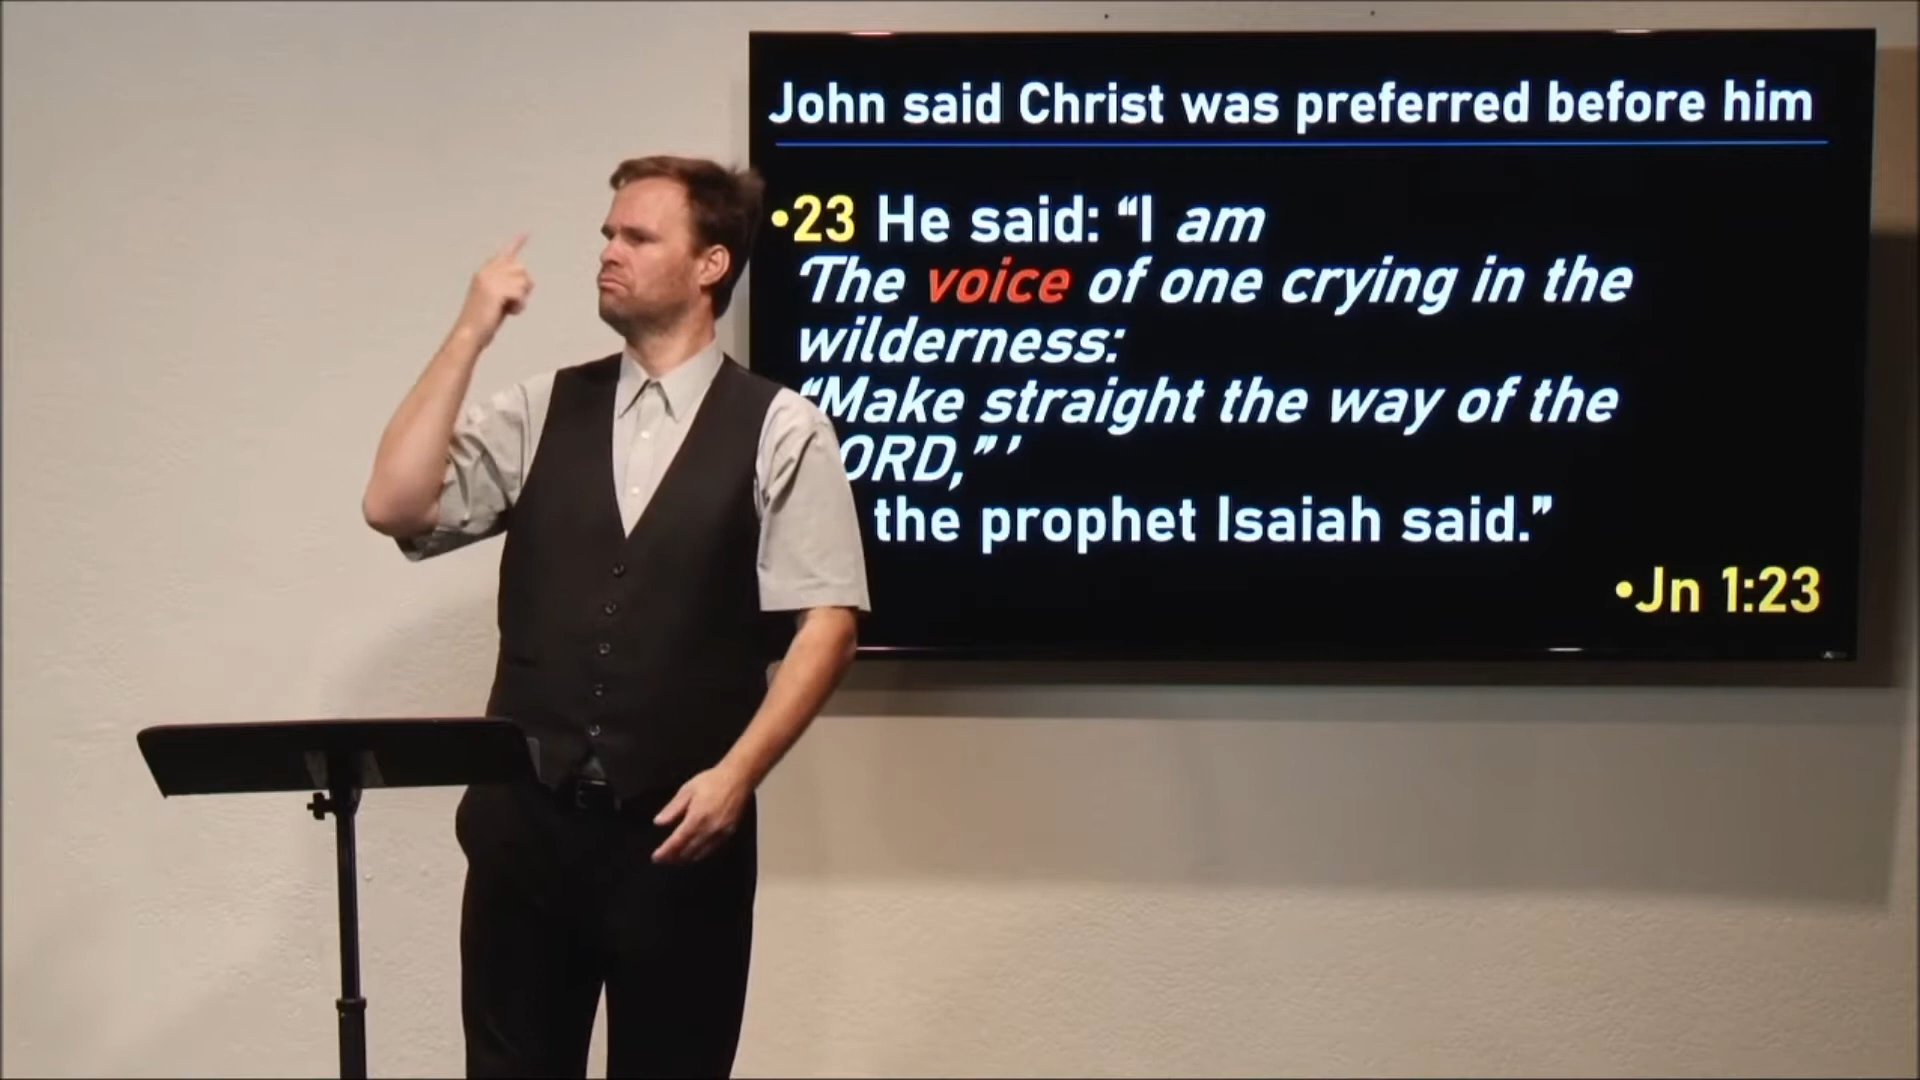 John said Christ was preferred before him
•23 He said: “I am
‘The voice of one crying in the
wilderness:
“Make straight the way of the
ORD,” ’
the prophet Isaiah said.”
•Jn 1:23